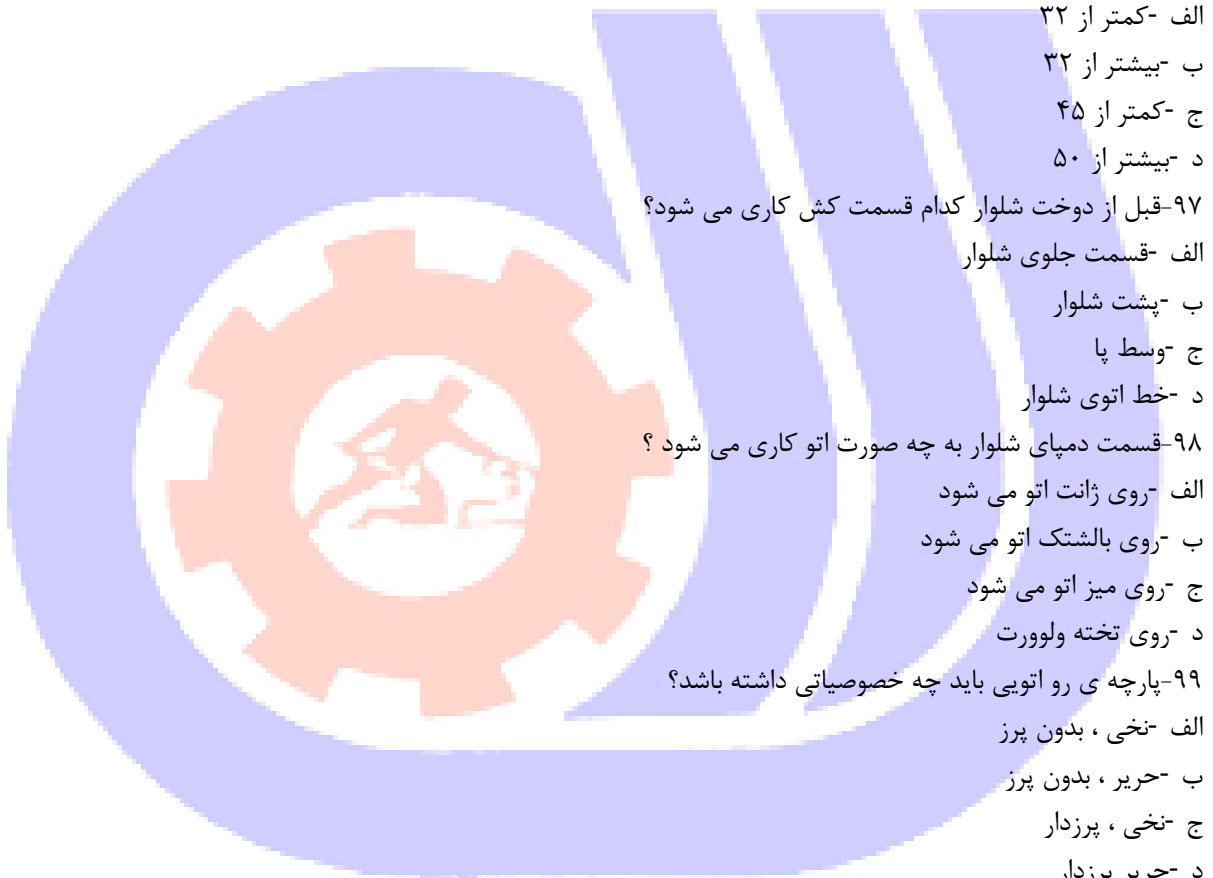 الف -کمتر از ۳۲
ب -بیشتر از ۳۲
ج -کمتر از ۴۵
د -بیشتر از ۵۰
۹۷-قبل از دوخت شلوار کدام قسمت کش کاری می شود؟
الف -قسمت جلوی شلوار
ب -پشت شلوار
ج -وسط پا
د -خط اتوی شلوار
۹۸-قسمت دمپای شلوار به چه صورت اتو کاری می شود ؟
الف -روی ژانت اتو می شود
ب -روی بالشتک اتو می شود
ج -روی میز اتو می شود
د -روی تخته ولوورت
۹۹-پارچه ی رو اتویی باید چه خصوصیاتی داشته باشد؟
الف -نخی ، بدون پرز
ب -حریر ، بدون پرز
ج -نخی ، پرزدار
د -حریر پرزدار